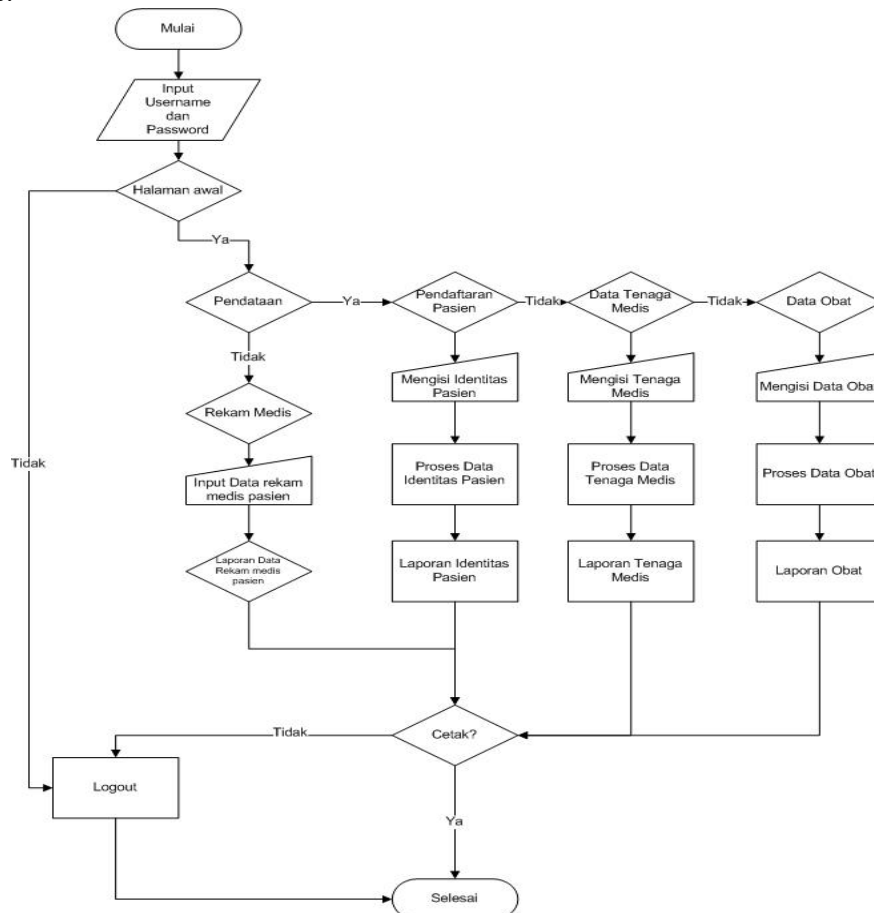 Mulai
Input
Username
dan
Password
Halaman awal
Ya
Pendataan
Ya
Pendaftaran
Pasien
Tidak
Data Tenaga
Medis
Tidak
Data Obat
Tidak
Mengisi Identitas
Pasien
Mengisi Tenaga
Medis
Mengisi Data Obat
Rekam Medis
Tidak
Input Data rekam
medis pasien
Proses Data
Identitas Pasien
Proses Data
Tenaga Medis
Proses Data Obat
Laporan Data
Rekam medis
pasien
Laporan Identitas
Pasien
Laporan Tenaga
Medis
Laporan Obat
Tidak
Cetak?
Logout
Ya
Selesai